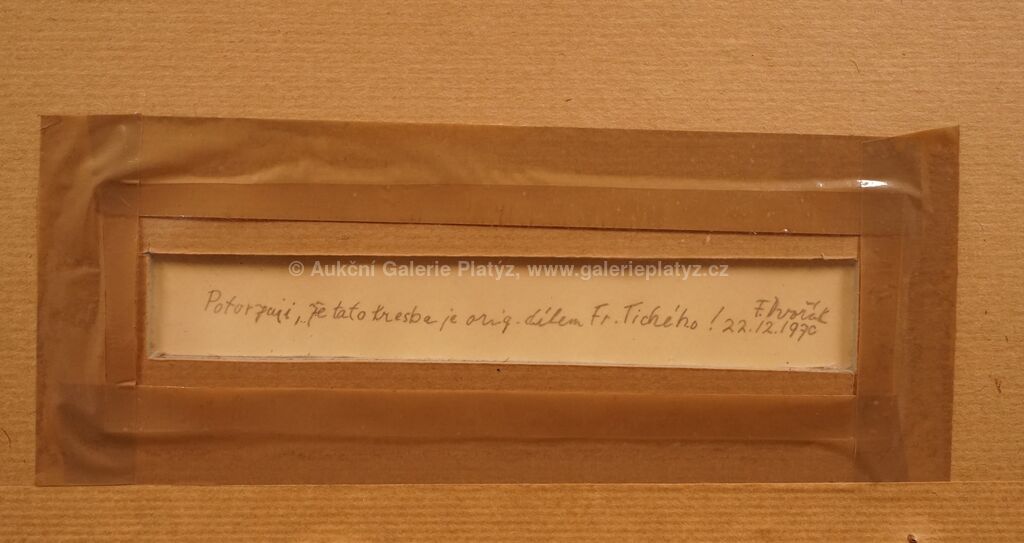 © Aukční Galerie Platýz, www.galerieplatyz.cz
Potvrzuji, že tato kresba je orig. dílem Fr. Tichého! F. Dvořák
22.12.1970